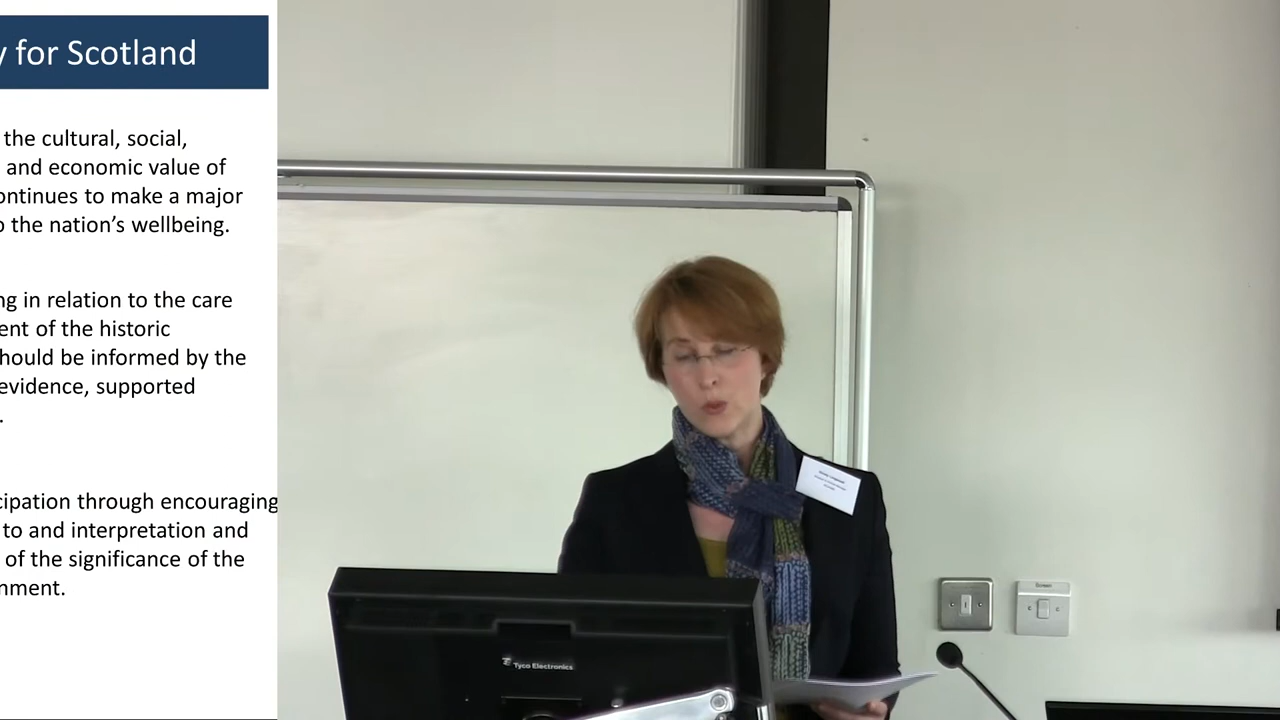 y for Scotland
the cultural, social,
and economic value of
ontinues to make a major
o the nation's wellbeing.
ng in relation to the care
ent of the historic
hould be informed by the
evidence, supported
.
cipation through encouraging
to and interpretation and
of the significance of the
nment.
Tyco Electronics
Screen